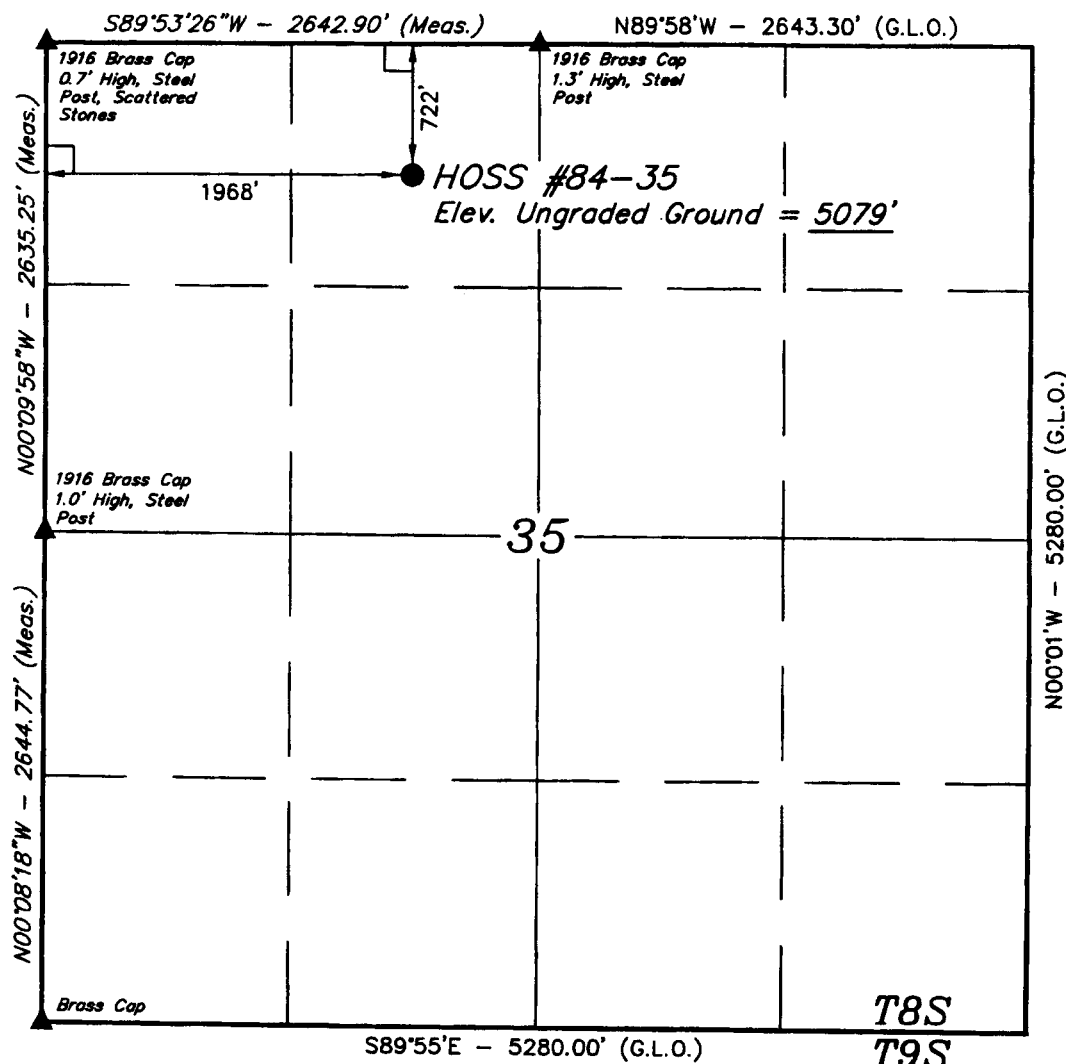 S89°53'26"W - 2642.90' (Meas.)
N89°58'W - 2643.30' (G.L.O.)
1916 Brass Cap
0.7' High, Steel
Post, Scattered
Stones
1916 Brass Cap
1.3' High, Steel
Post
722'
1968'
HOSS #84-35
Elev. Ungraded Ground = 5079'
N00°09'58"W - 2635.25' (Meas.)
1916 Brass Cap
1.0' High, Steel
Post
35
N00°01'W - 5280.00' (G.L.O.)
N00°08'18"W - 2644.77' (Meas.)
Brass Cap
T8S
T9S
S89°55'E - 5280.00' (G.L.O.)